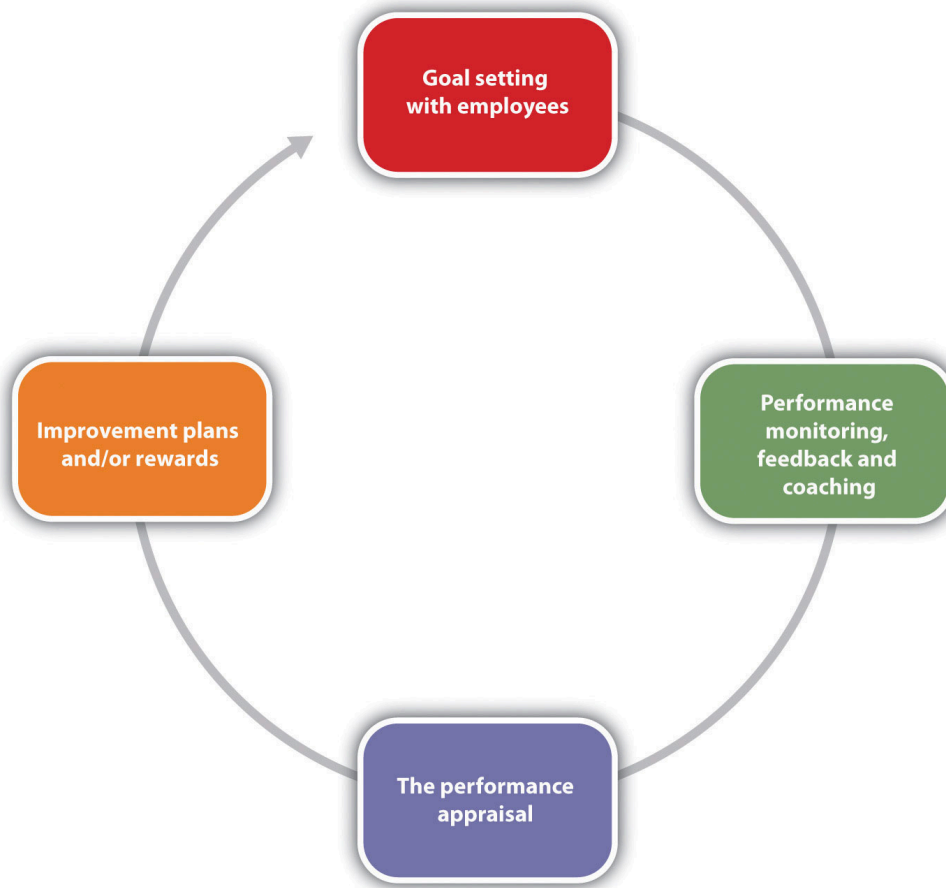 Goal setting
with employees
Performance
monitoring,
feedback and
coaching
The performance
appraisal
Improvement plans
and/or rewards